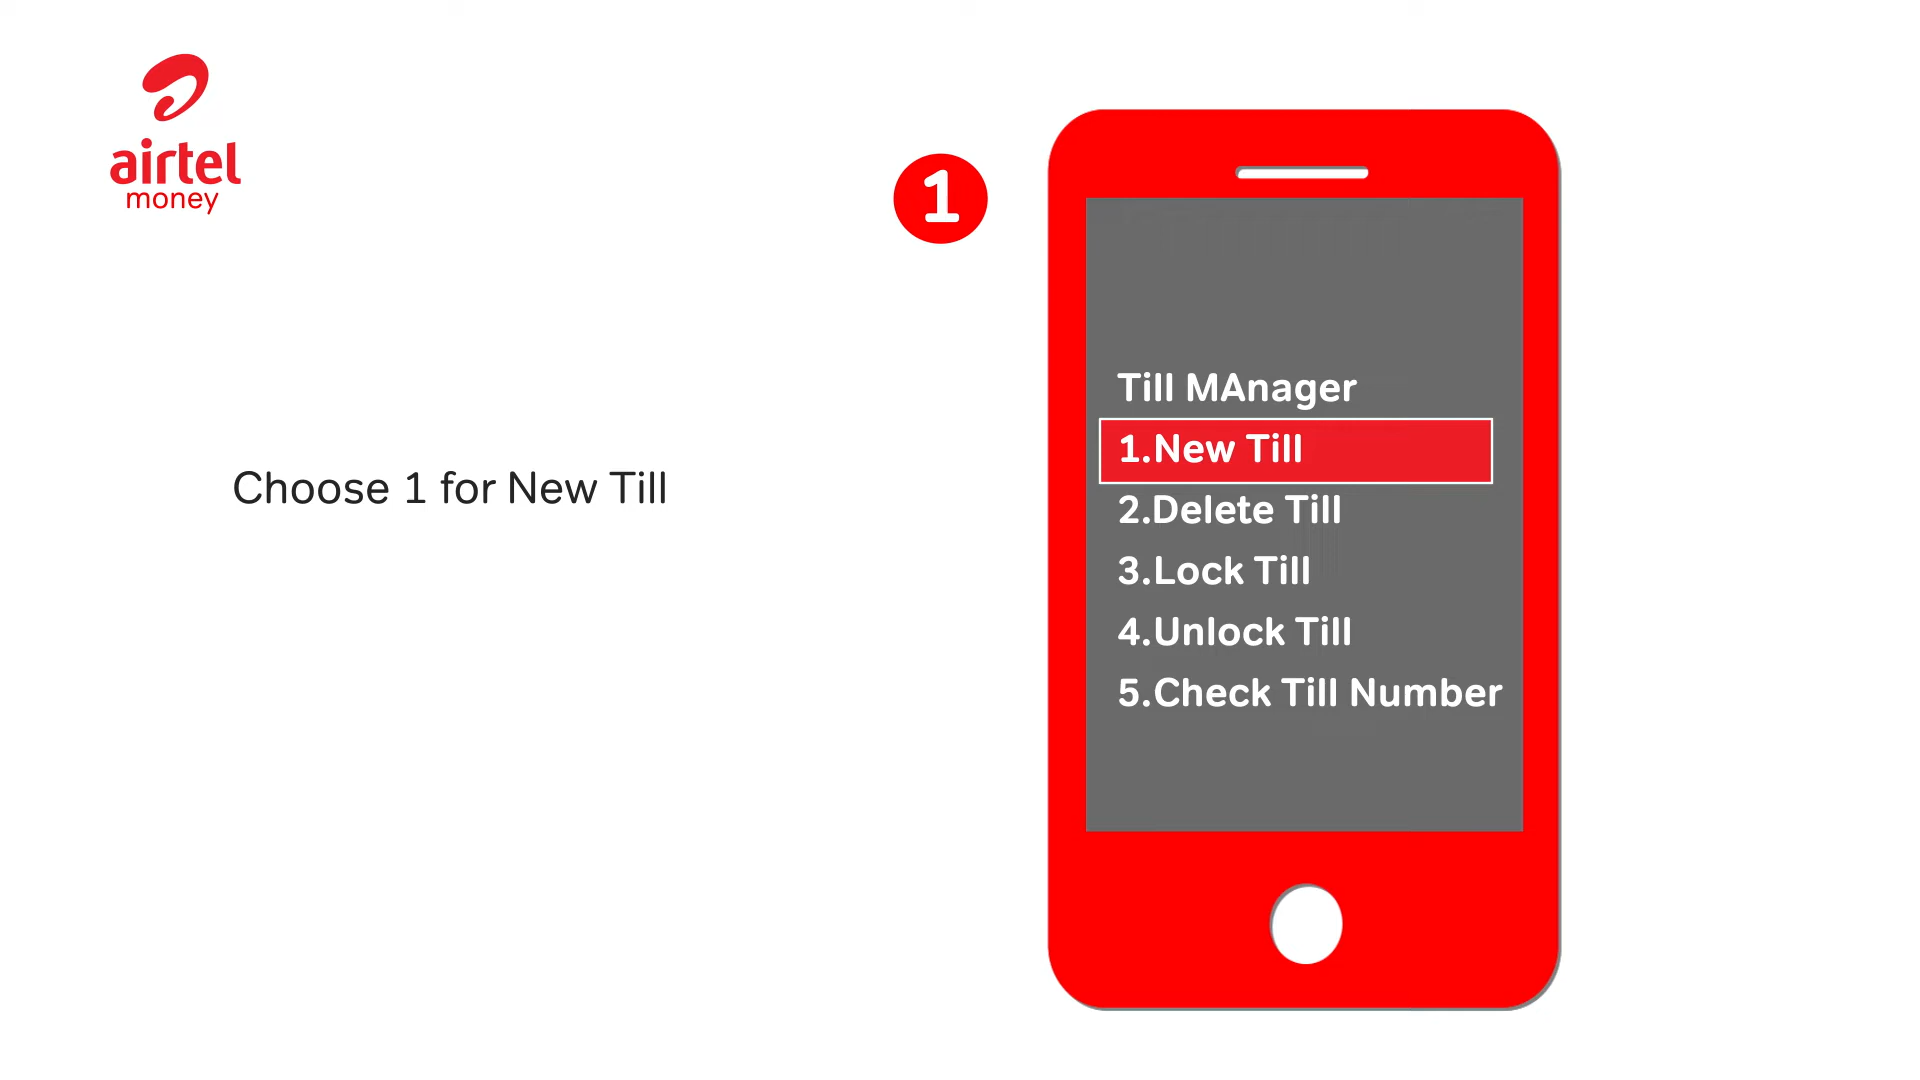 airtel
money
1
Choose 1 for New Till
Till MAnager
1.New Till
2.Delete Till
3.Lock Till
4.Unlock Till
5.Check Till Number